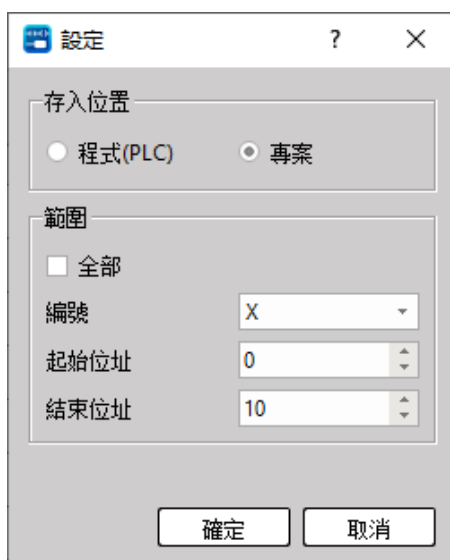 設定
存入位置
程式(PLC) 專案
範圍
全部
編號 X
起始位址 0
結束位址 10
確定 取消